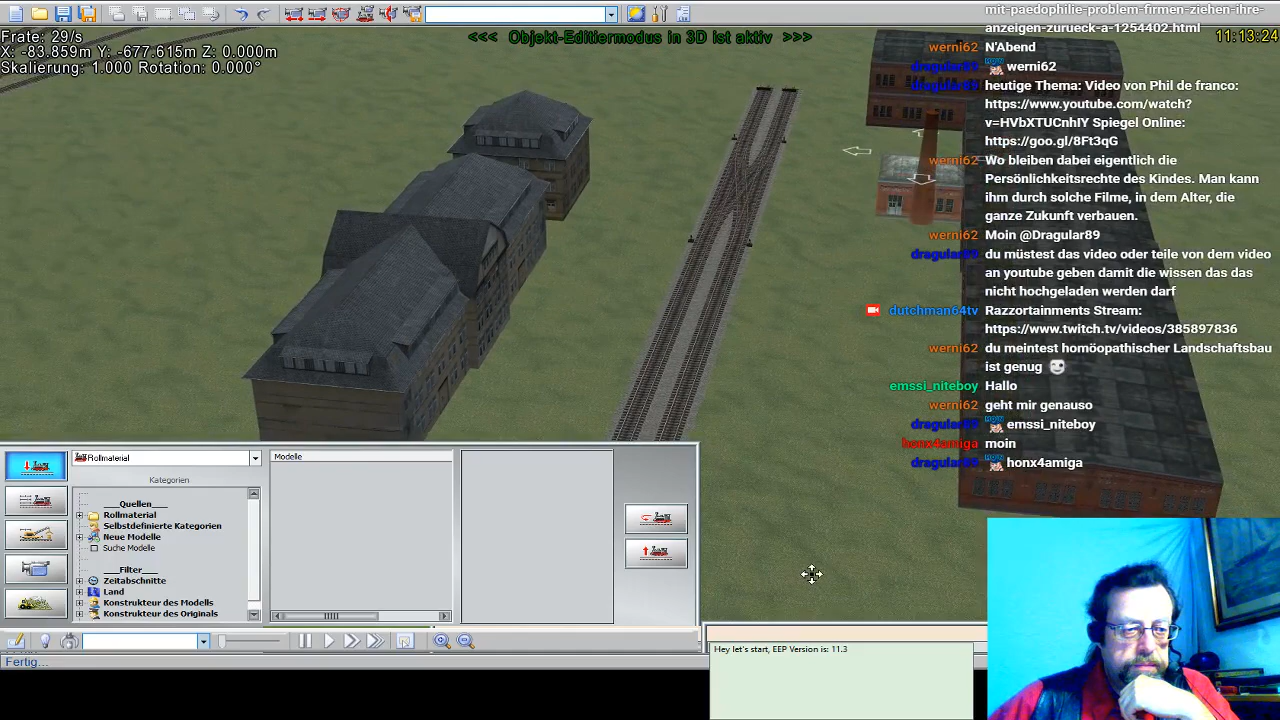 Frate: 29/s
X: -83.859m Y: -677.615m Z: 0.000m
Skalierung: 1.000 Rotation: 0.000°
<<< Objekt-Editiermodus in 3D ist aktiv >>>
11:13:24
mit-paedophilie-problem-firmen-ziehen-ihre-
anzeigen-zurueck-a-1254402.html
werni62 N'Abend
dragular89 werni62
dragular89 heutige Thema: Video von Phil de franco:
https://www.youtube.com/watch?
v=HVbXTUCnhIY Spiegel Online:
https://goo.gl/8Ft3qG
werni62 Wo bleiben dabei eigentlich die
Persönlichkeitsrechte des Kindes. Man kann
ihm durch solche Filme, in dem Alter, die
ganze Zukunft verbauen.
werni62 Moin @Dragular89
dragular89 du müstest das video oder teile von dem video
an youtube geben damit die wissen das das
nicht hochgeladen werden darf
dutchman64tv Razzortainments Stream:
https://www.twitch.tv/videos/385897836
werni62 du meintest homöopathischer Landschaftsbau
ist genug
emssi_niteboy Hallo
werni62 geht mir genauso
dragular89 emssi_niteboy
honx4amiga moin
dragular89 honx4amiga
Rollmaterial
Kategorien
__Quellen__
Rollmaterial
Selbstdefinierte Kategorien
Neue Modelle
Suche Modelle
__Filter__
Zeitabschnitte
Land
Konstrukteur des Modells
Konstrukteur des Originals
Modelle
Fertig...
Hey let's start, EEP Version is: 11.3